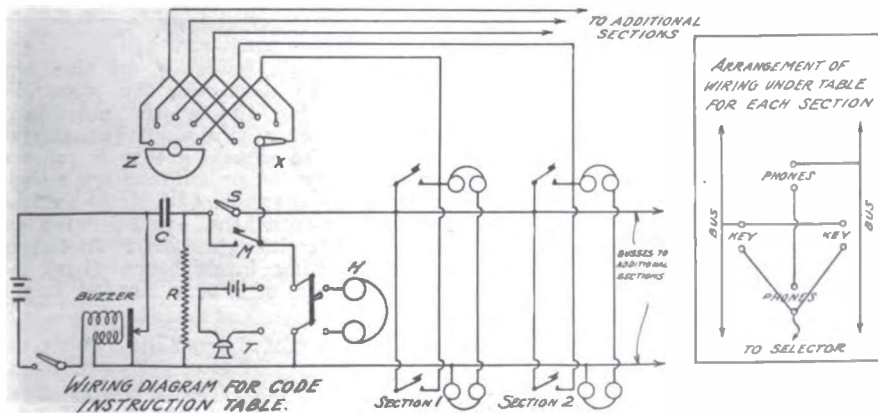 TO ADDITIONAL
SECTIONS
Z
X
S
C
M
R
H
BUZZER
T
BUSSES TO
ADDITIONAL
SECTIONS
WIRING DIAGRAM FOR CODE
INSTRUCTION TABLE.
SECTION 1
SECTION 2
ARRANGEMENT OF
WIRING UNDER TABLE
FOR EACH SECTION
PHONES
BUS
KEY
KEY
BUS
PHONES
TO SELECTOR